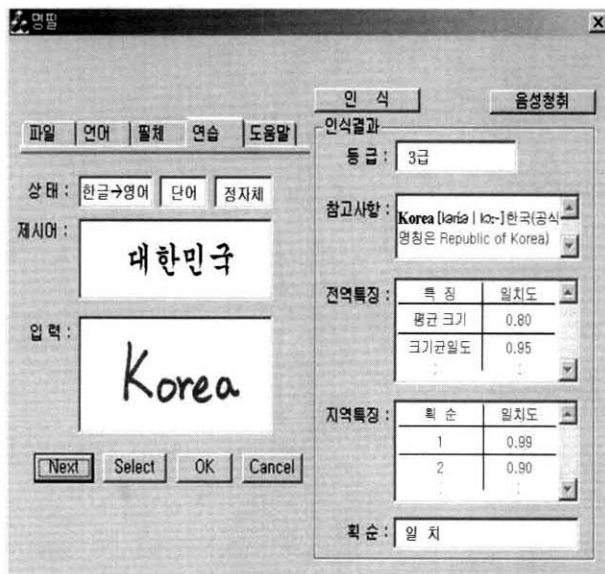 명필
파일 언어 필체 연습 도움말
상 태 : 한글→영어 단어 정자체
제시어 :
대한민국
입 력 :
Korea
Next Select OK Cancel
인 식 음성청취
인식결과
등 급 : 3급
참고사항 : Korea [kəríːə | kɔː-] 한국(공식
명칭은 Republic of Korea)
전역특징 :
특 징 일치도
평균 크기 0.80
크기균일도 0.95
: :
지역특징 :
획 순 일치도
1 0.99
2 0.90
: :
획 순 : 일 치